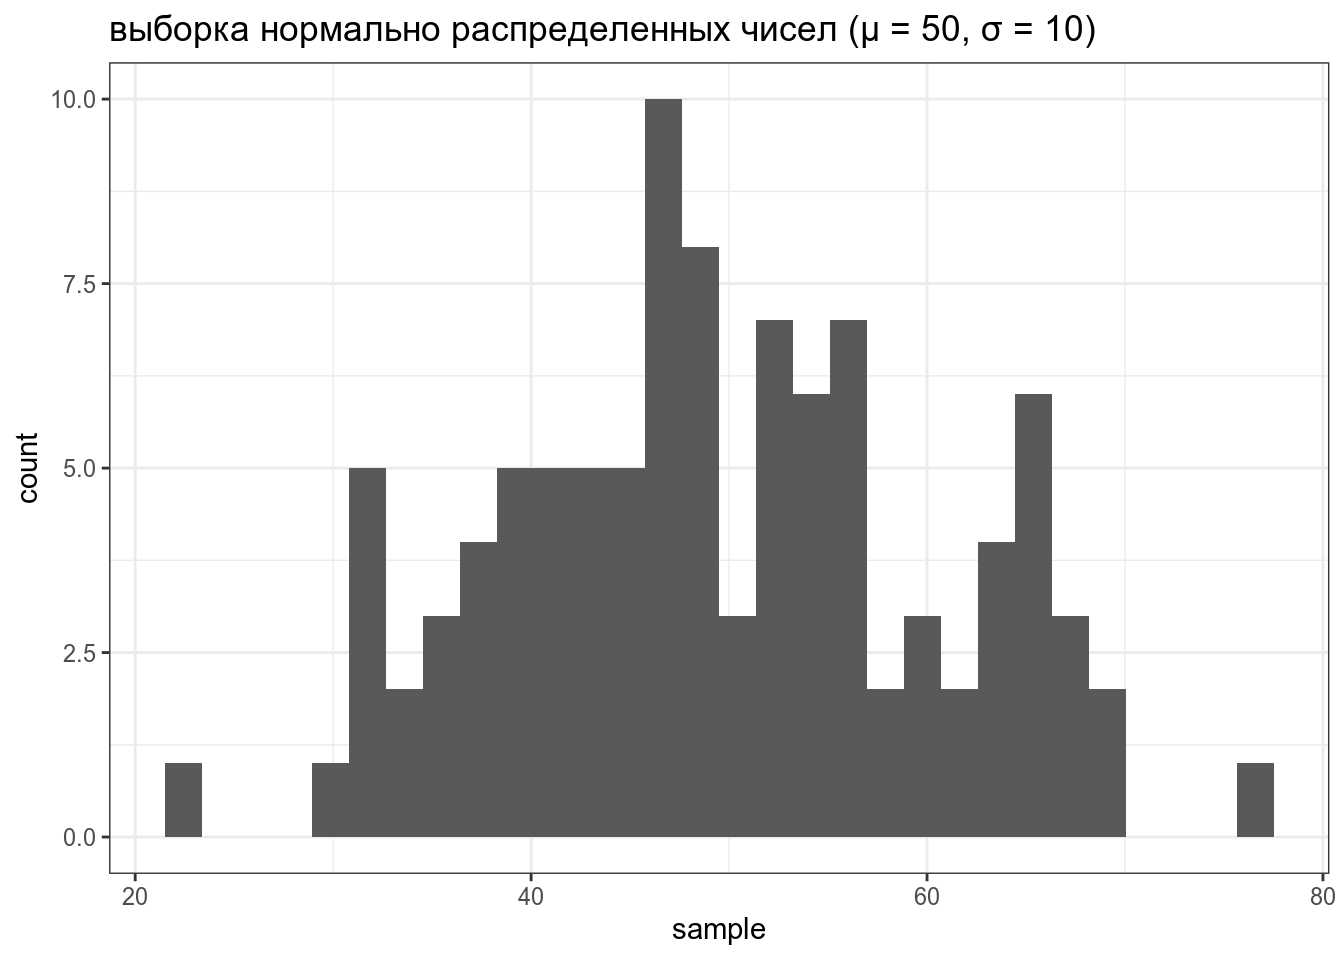 выборка нормально распределенных чисел (μ = 50, σ = 10)
10.0
7.5
5.0
2.5
0.0
count
20 40 60 80
sample